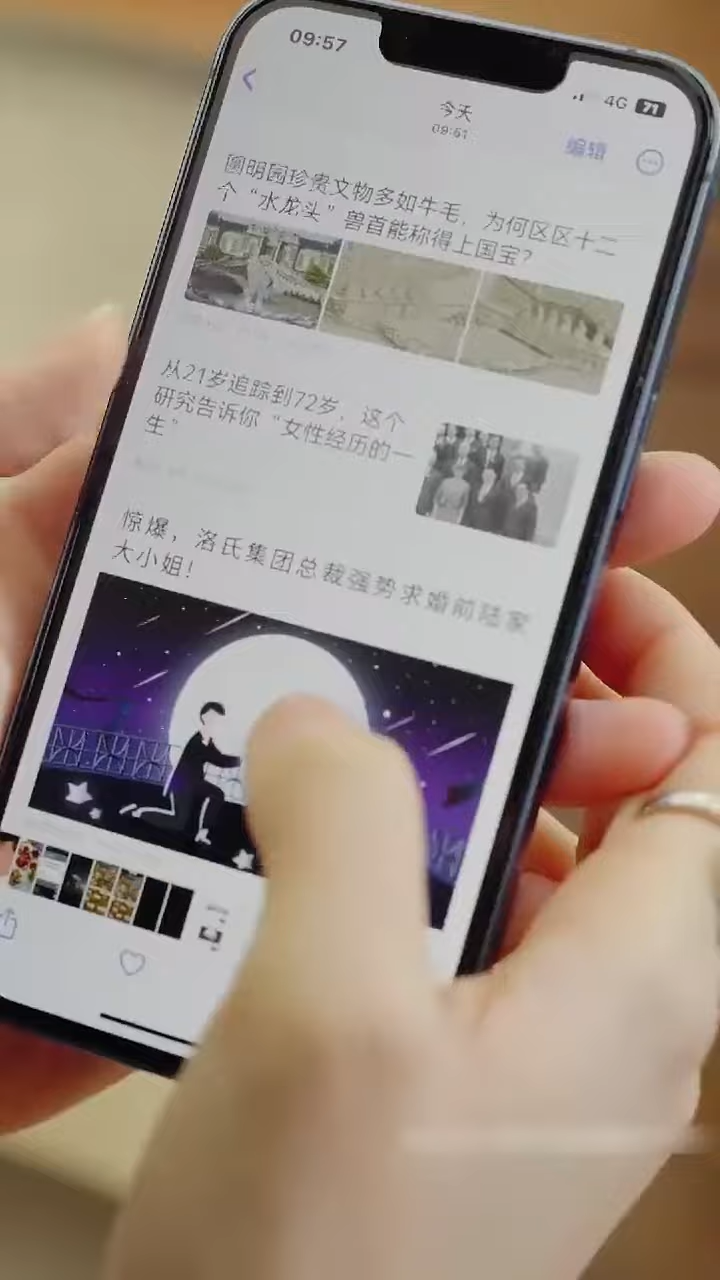 09:57
4G 71
今天
09:51
编辑
圆明园珍贵文物多如牛毛，为何区区十二
个“水龙头”兽首能称得上国宝？
从21岁追踪到72岁，这个
研究告诉你“女性经历的一
生”
惊爆，洛氏集团总裁强势求婚前陆家
大小姐！